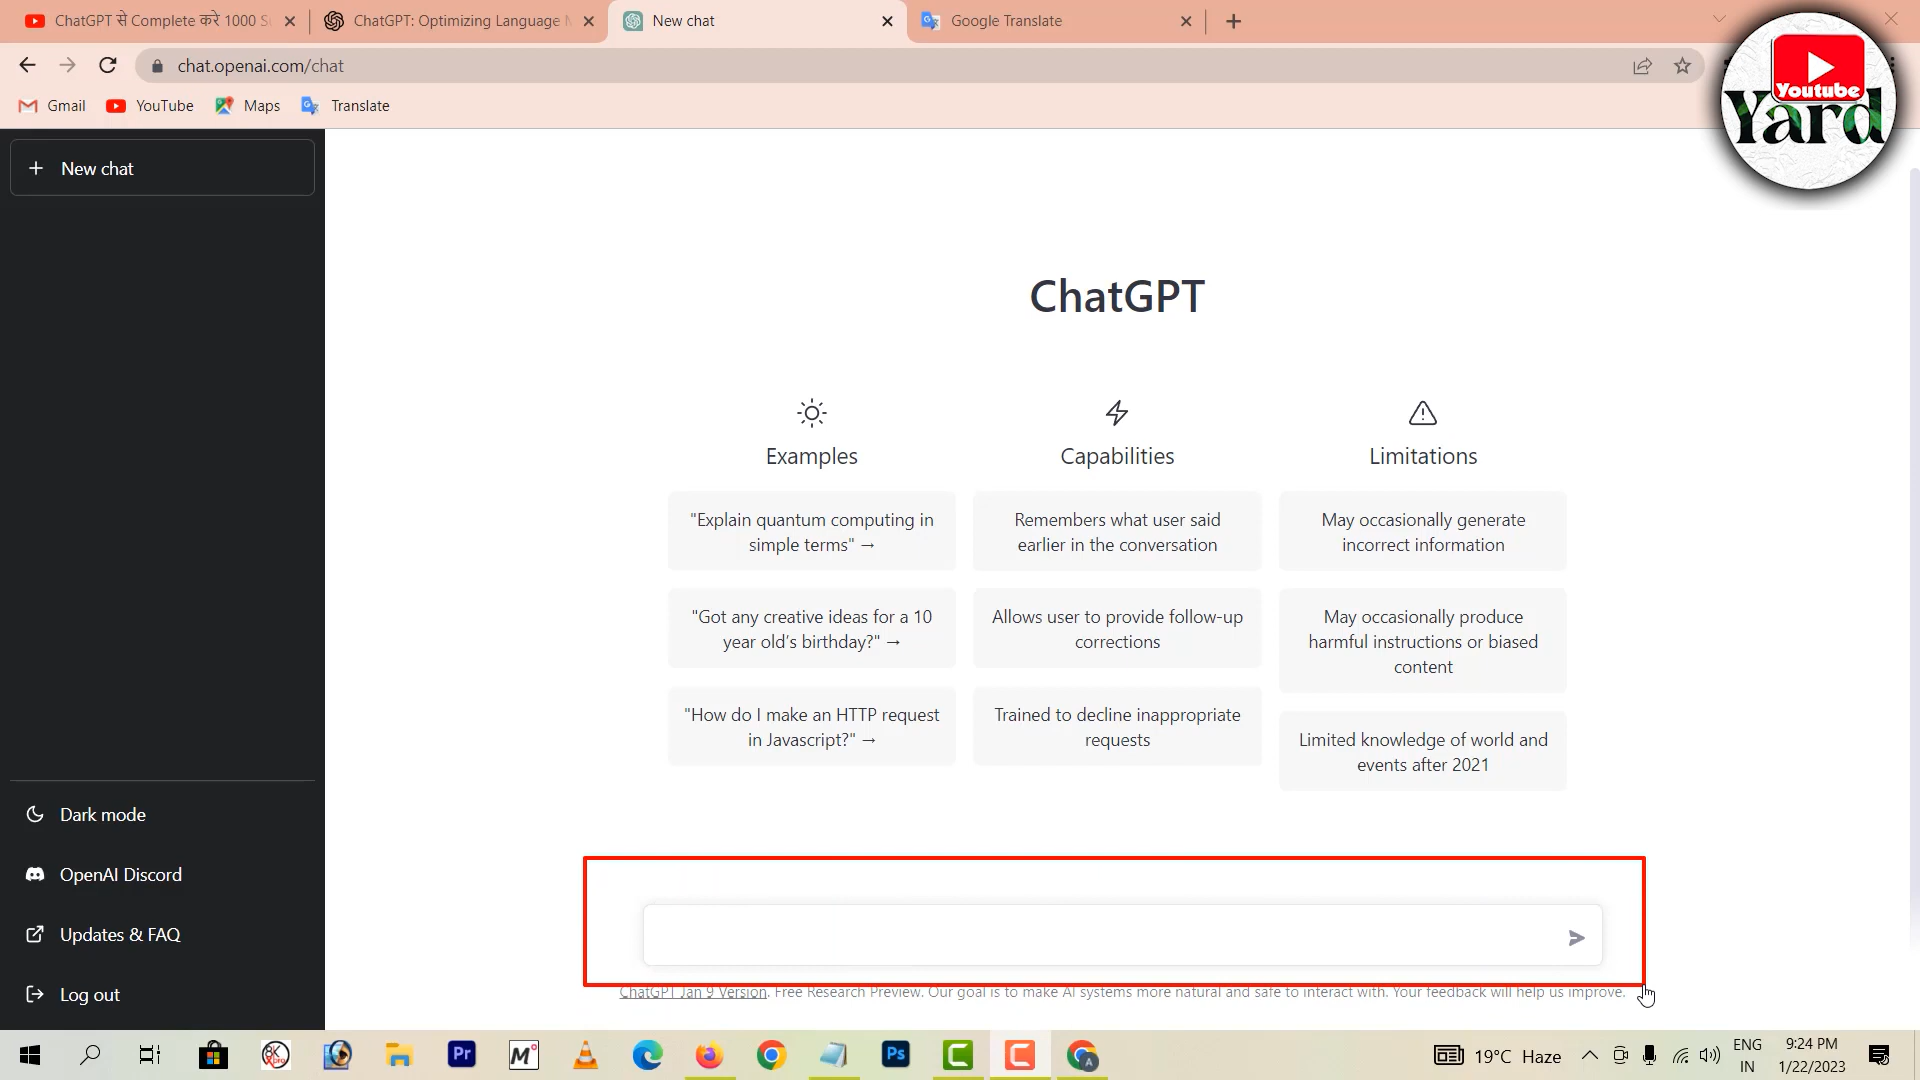 ChatGPT से Complete करे 1000 S
ChatGPT: Optimizing Language
New chat
Google Translate
chat.openai.com/chat
Gmail
YouTube
Maps
Translate
Youtube
Yard
New chat
ChatGPT
Examples
Capabilities
Limitations
"Explain quantum computing in
simple terms" →
Remembers what user said
earlier in the conversation
May occasionally generate
incorrect information
"Got any creative ideas for a 10
year old's birthday?" →
Allows user to provide follow-up
corrections
May occasionally produce
harmful instructions or biased
content
"How do I make an HTTP request
in Javascript?" →
Trained to decline inappropriate
requests
Limited knowledge of world and
events after 2021
Dark mode
OpenAI Discord
Updates & FAQ
Log out
ChatGPT Jan 9 Version. Free Research Preview. Our goal is to make AI systems more natural and safe to interact with. Your feedback will help us improve.
8K
pro
Pr
M
Ps
C
C
A
19°C Haze
ENG
IN
9:24 PM
1/22/2023